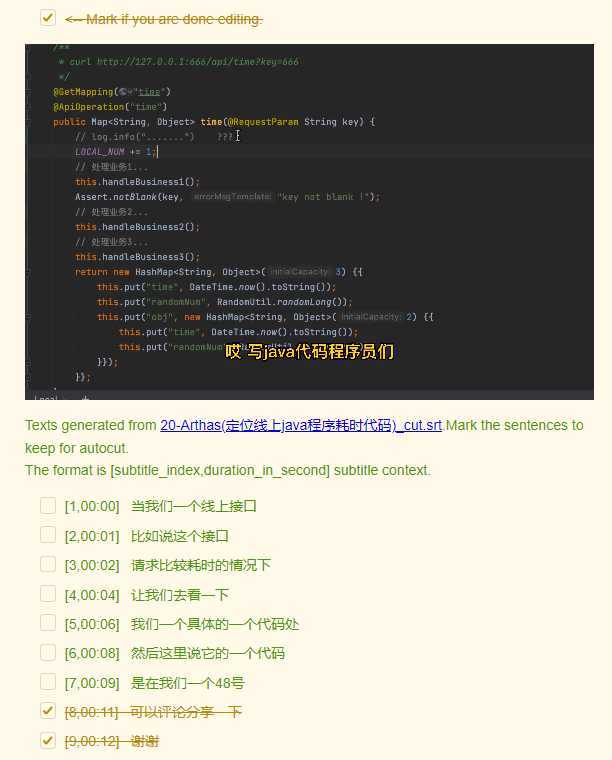 <-- Mark if you are done editing.
/**
* curl http://127.0.0.1:666/api/time?key=666
*/
@GetMapping("time")
@ApiOperation("time")
public Map<String, Object> time(@RequestParam String key) {
// log.info(".......")    ???
LOCAL_NUM += 1;
// 处理业务1...
this.handleBusiness1();
Assert.notBlank(key, errorMsgTemplate: "key not blank !");
// 处理业务2...
this.handleBusiness2();
// 处理业务3...
this.handleBusiness3();
return new HashMap<String, Object>( initialCapacity: 3) {{
this.put("time", DateTime.now().toString());
this.put("randomNum", RandomUtil.randomLong());
this.put("obj", new HashMap<String, Object>( initialCapacity: 2) {{
this.put("time", DateTime.now().toString());
this.put("randomNum"
哎 写java代码程序员们
}});
}};
Local
Texts generated from 20-Arthas(定位线上java程序耗时代码)_cut.srt.Mark the sentences to
keep for autocut.
The format is [subtitle_index,duration_in_second] subtitle context.
[1,00:00] 当我们一个线上接口
[2,00:01] 比如说这个接口
[3,00:02] 请求比较耗时的情况下
[4,00:04] 让我们去看一下
[5,00:06] 我们一个具体的一个代码处
[6,00:08] 然后这里说它的一个代码
[7,00:09] 是在我们一个48号
[8,00:11] 可以评论分享一下
[9,00:12] 谢谢